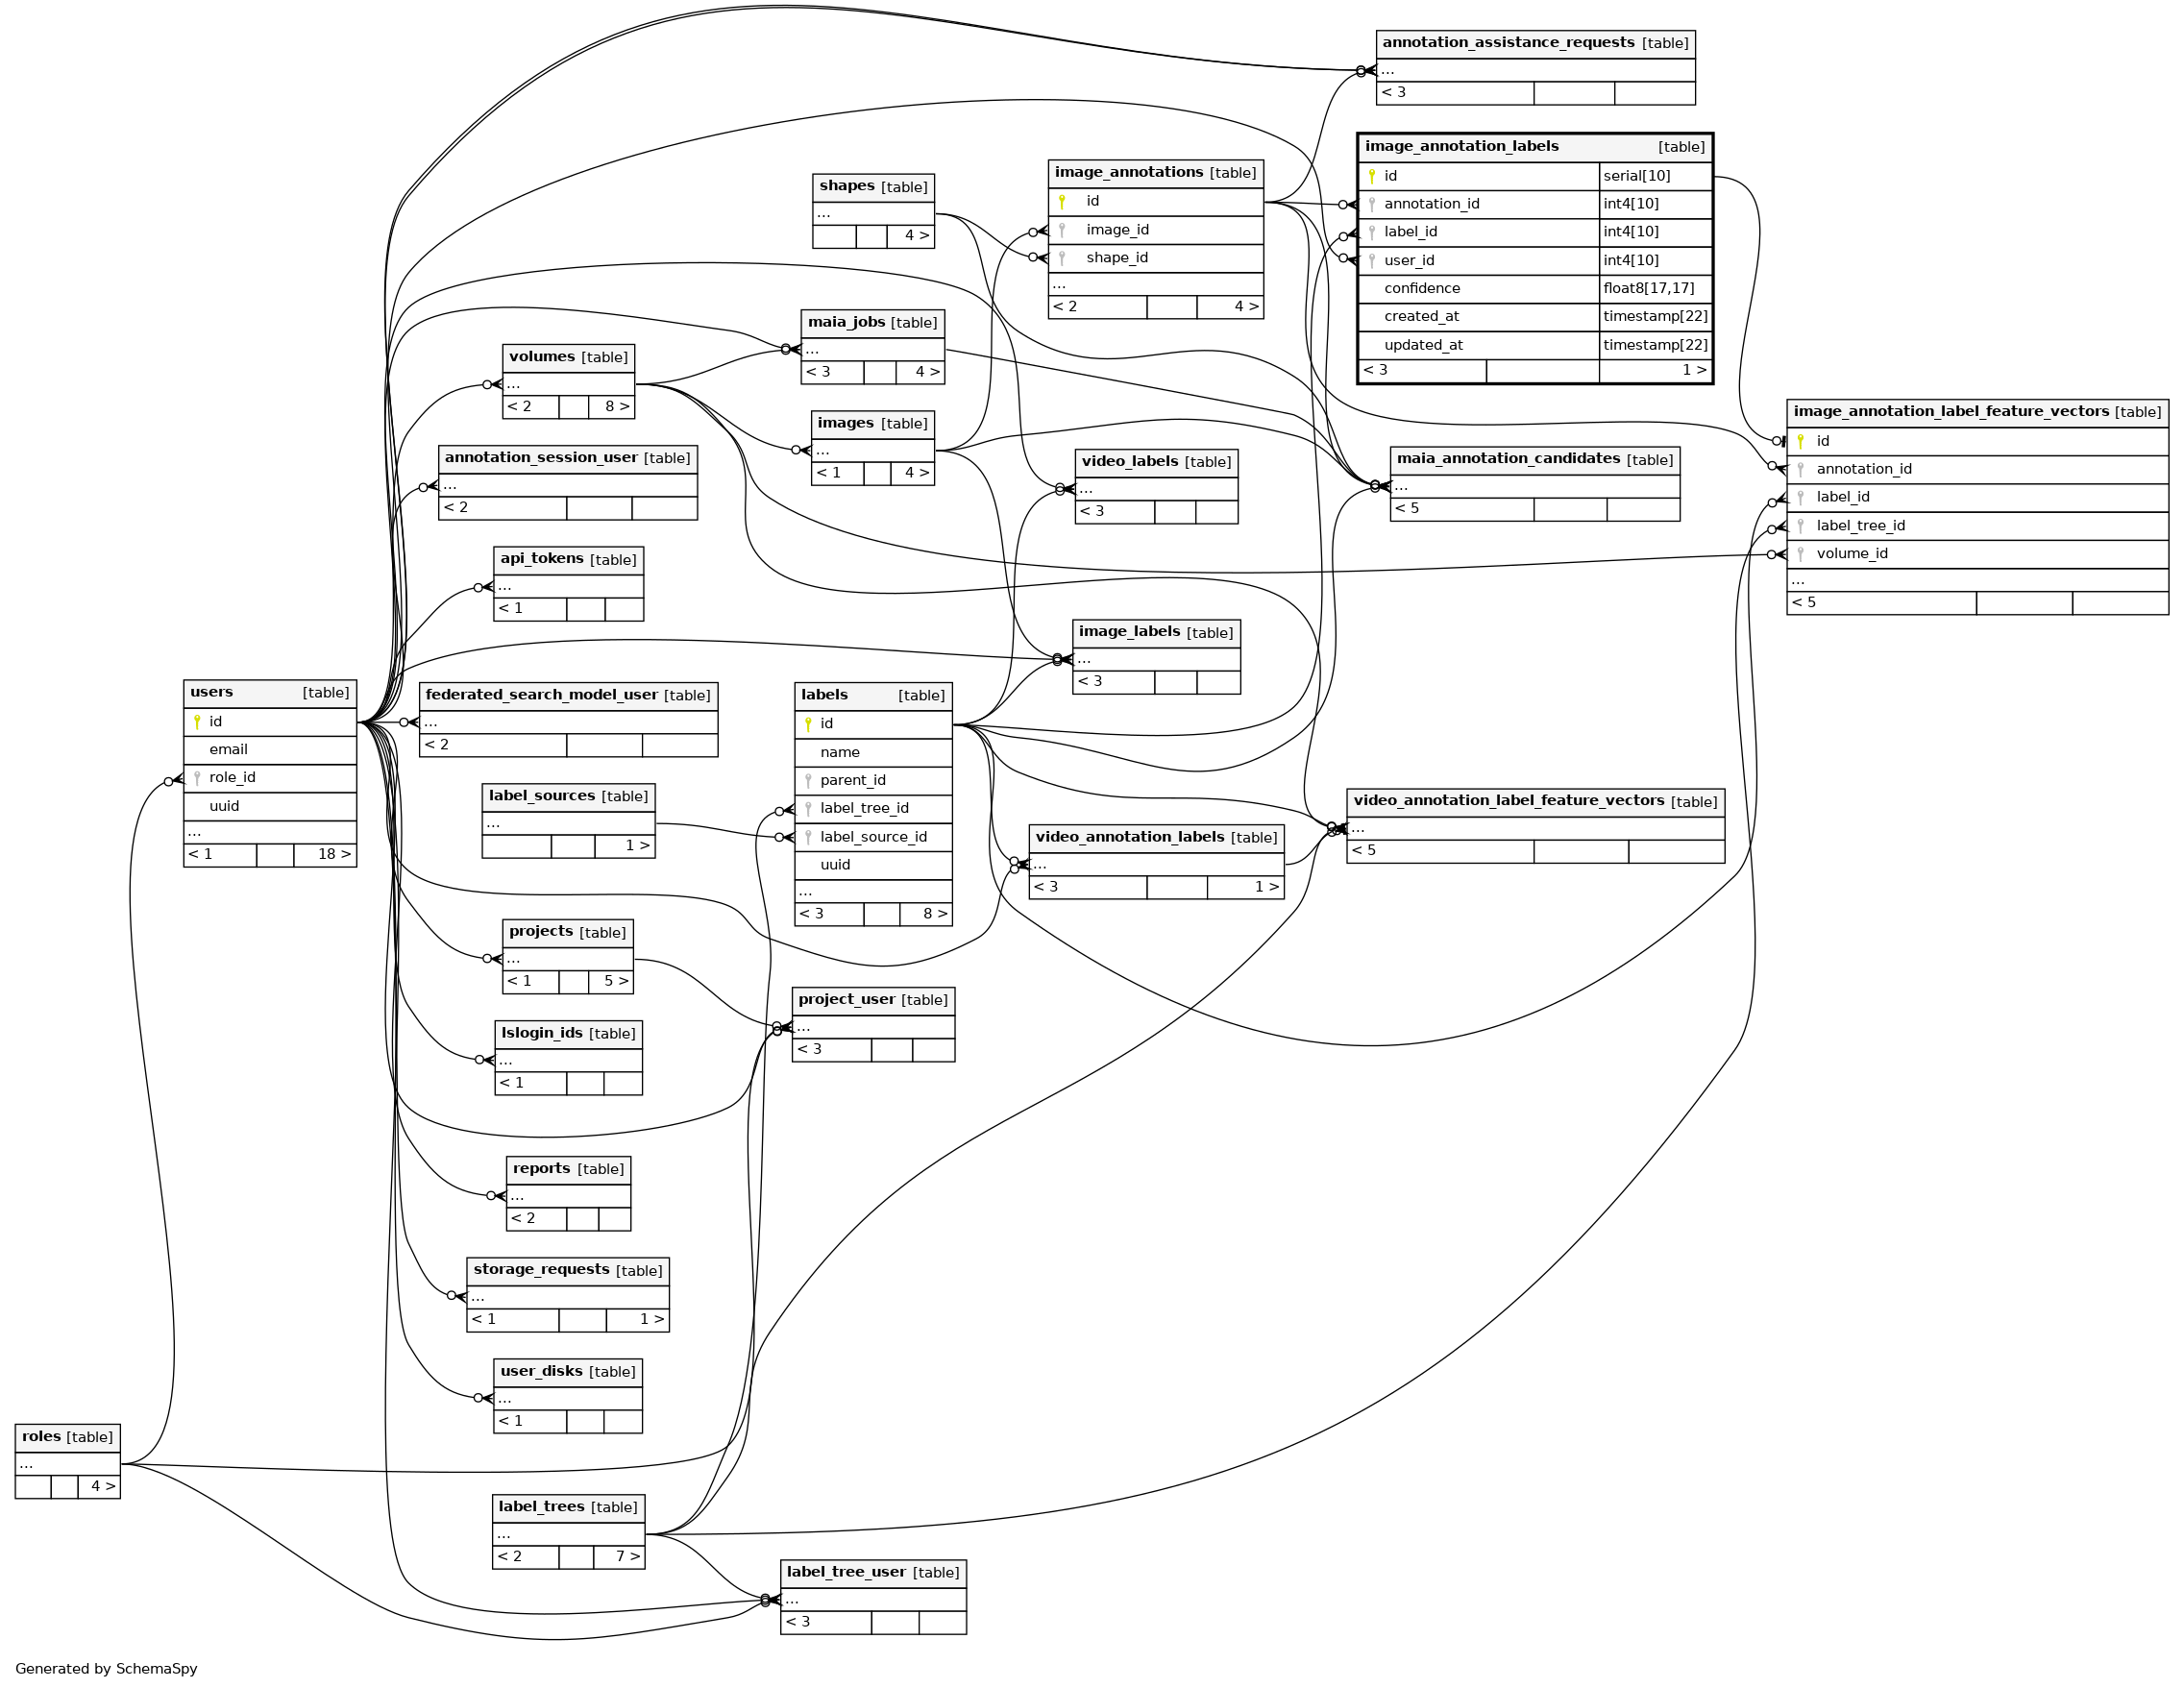 annotation_assistance_requests [table]
...
< 3
image_annotation_labels [table]
id serial[10]
annotation_id int4[10]
label_id int4[10]
user_id int4[10]
confidence float8[17,17]
created_at timestamp[22]
updated_at timestamp[22]
< 3 1 >
image_annotations [table]
id
image_id
shape_id
...
< 2 4 >
shapes [table]
...
4 >
maia_jobs [table]
...
< 3 4 >
volumes [table]
...
< 2 8 >
images [table]
...
< 1 4 >
image_annotation_label_feature_vectors [table]
id
annotation_id
label_id
label_tree_id
volume_id
...
< 5
annotation_session_user [table]
...
< 2
video_labels [table]
...
< 3
maia_annotation_candidates [table]
...
< 5
api_tokens [table]
...
< 1
image_labels [table]
...
< 3
users [table]
id
email
role_id
uuid
...
< 1 18 >
federated_search_model_user [table]
...
< 2
labels [table]
id
name
parent_id
label_tree_id
label_source_id
uuid
...
< 3 8 >
label_sources [table]
...
1 >
video_annotation_label_feature_vectors [table]
...
< 5
video_annotation_labels [table]
...
< 3 1 >
projects [table]
...
< 1 5 >
project_user [table]
...
< 3
lslogin_ids [table]
...
< 1
reports [table]
...
< 2
storage_requests [table]
...
< 1 1 >
user_disks [table]
...
< 1
roles [table]
...
4 >
label_trees [table]
...
< 2 7 >
label_tree_user [table]
...
< 3
Generated by SchemaSpy